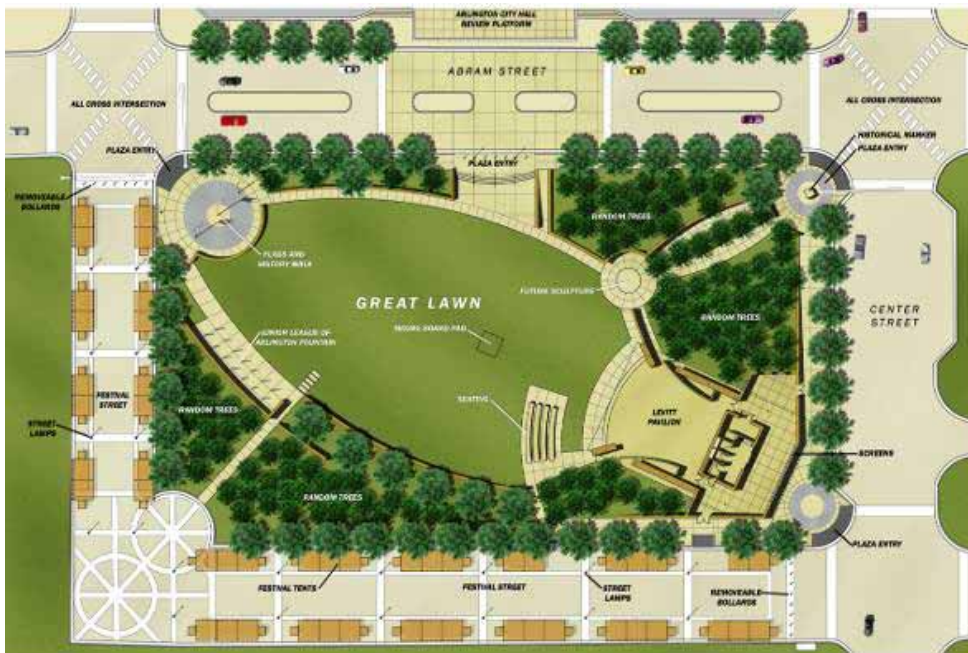 ARLINGTON CITY HALL
REVIEW PLATFORM
ABRAM STREET
ALL CROSS INTERSECTION
ALL CROSS INTERSECTION
HISTORICAL MARKER
PLAZA ENTRY
PLAZA ENTRY
PLAZA ENTRY
REMOVEABLE
BOLLARDS
RANDOM TREES
FLAGS AND
HISTORY WALK
FUTURE SCULPTURE
GREAT LAWN
CENTER
STREET
RANDOM TREES
JUNIOR LEAGUE OF
ARLINGTON FOUNTAIN
MIXING BOARD PAD
FESTIVAL
STREET
RANDOM TREES
SEATING
LEVITT
PAVILION
STREET
LAMPS
SCREENS
RANDOM TREES
PLAZA ENTRY
FESTIVAL TENTS
FESTIVAL STREET
STREET
LAMPS
REMOVEABLE
BOLLARDS